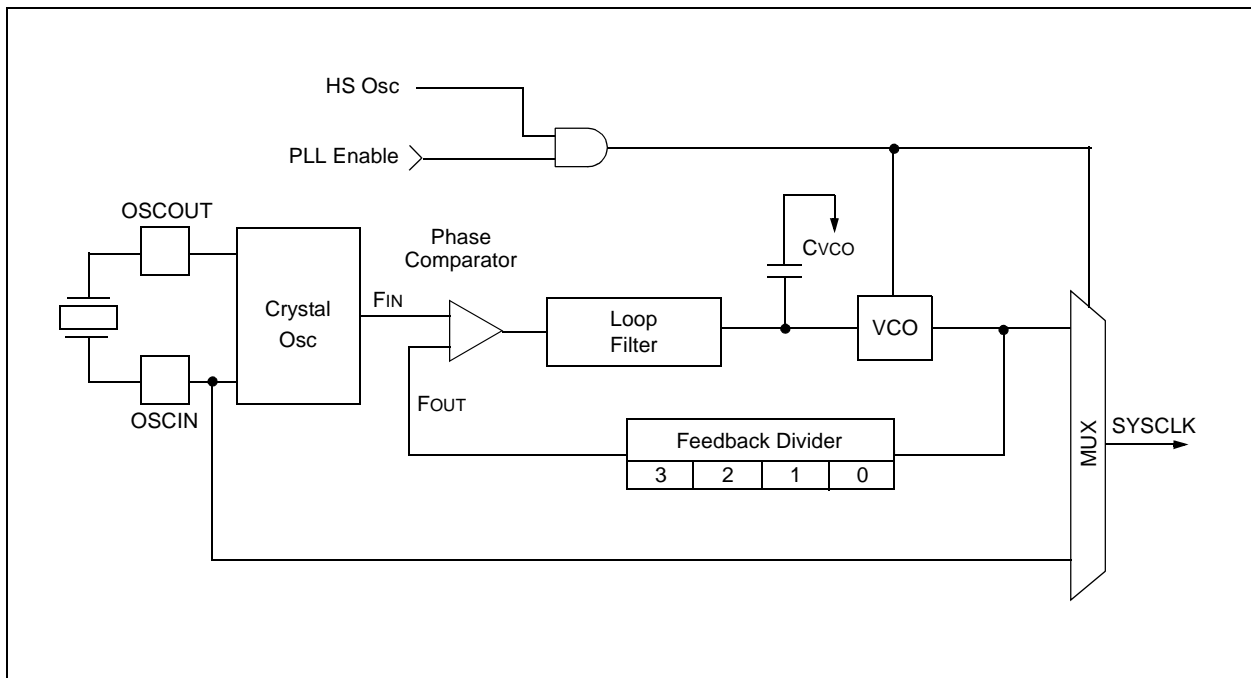 HS Osc
PLL Enable
OSCOUT
Phase
Comparator
CVCO
Crystal
Osc
FIN
Loop
Filter
VCO
OSCIN
FOUT
Feedback Divider
3 2 1 0
MUX
SYSCLK